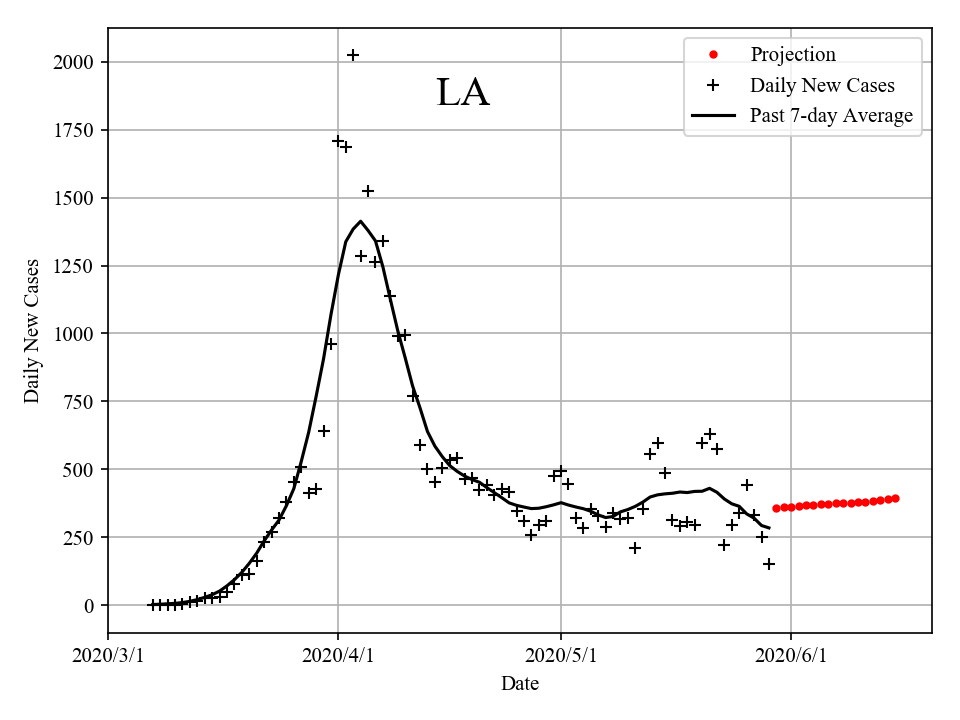 LA
Projection
Daily New Cases
Past 7-day Average
2000
1750
1500
1250
1000
750
500
250
0
Daily New Cases
2020/3/1
2020/4/1
2020/5/1
2020/6/1
Date